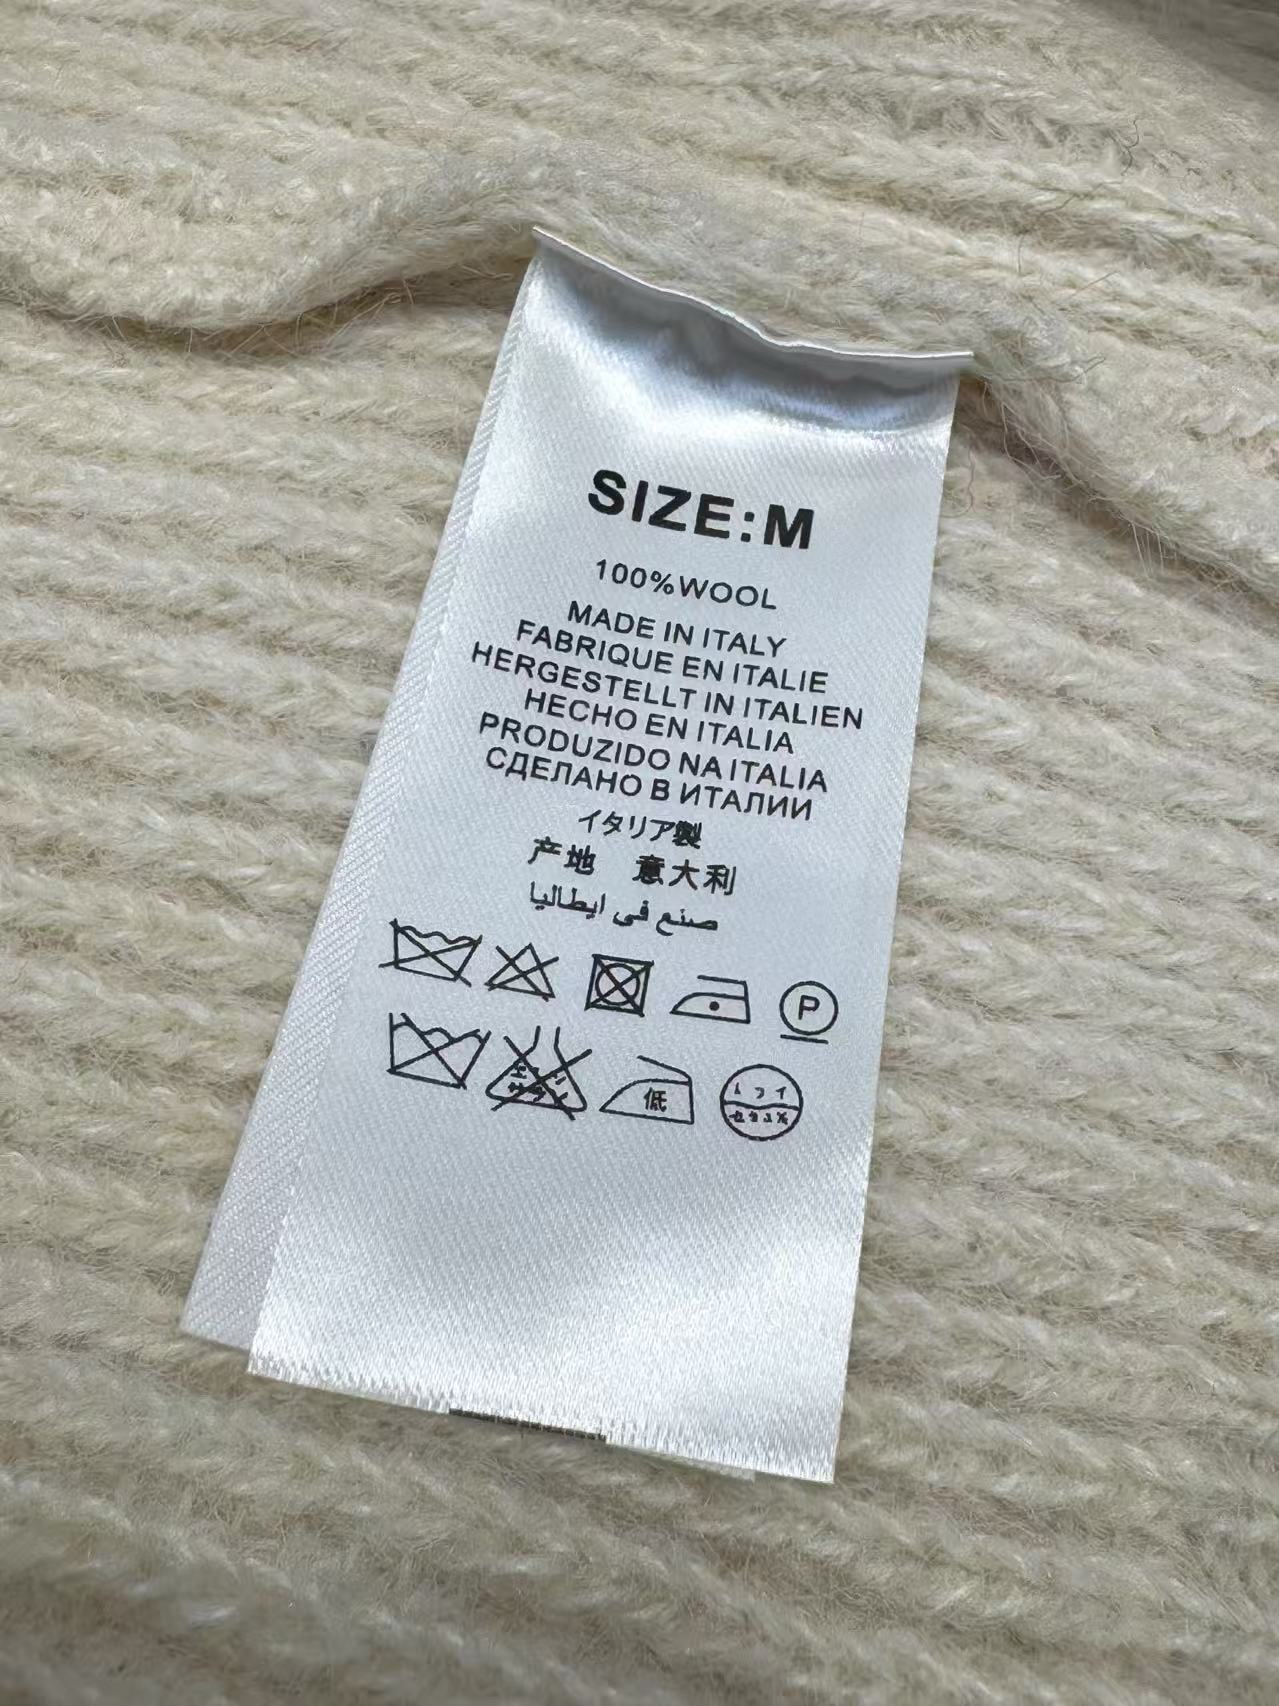 SIZE:M
100%WOOL
MADE IN ITALY
FABRIQUE EN ITALIE
HERGESTELLT IN ITALIEN
HECHO EN ITALIA
PRODUZIDO NA ITALIA
СДЕЛАНО В ИТАЛИИ
イタリア製
产地 意大利
صنع في ايطاليا
P
低